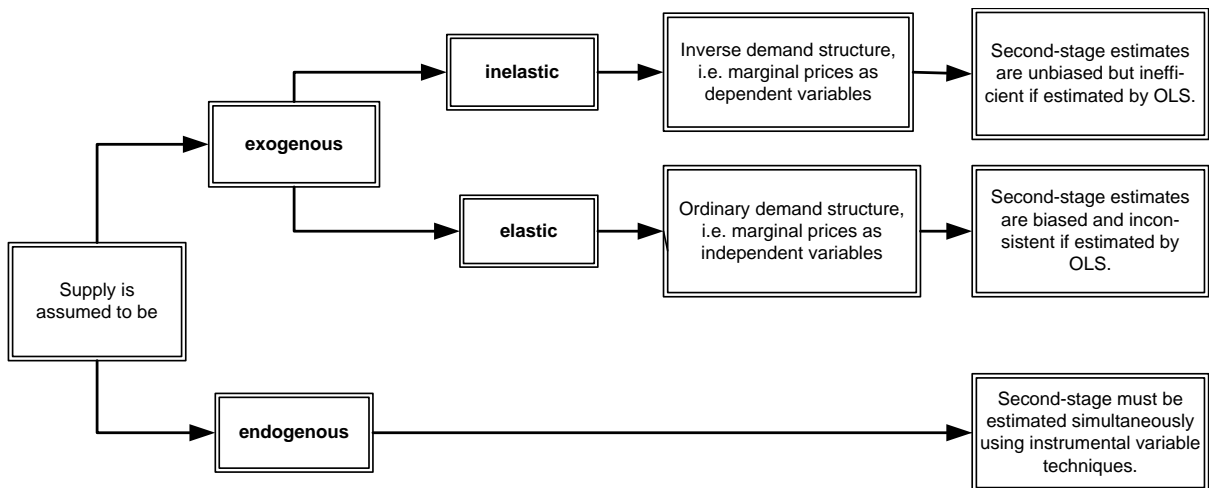 Supply is
assumed to be
exogenous
inelastic
Inverse demand structure,
i.e. marginal prices as
dependent variables
Second-stage estimates
are unbiased but ineffi-
cient if estimated by OLS.
elastic
Ordinary demand structure,
i.e. marginal prices as
independent variables
Second-stage estimates
are biased and incon-
sistent if estimated by
OLS.
endogenous
Second-stage must be
estimated simultaneously
using instrumental variable
techniques.